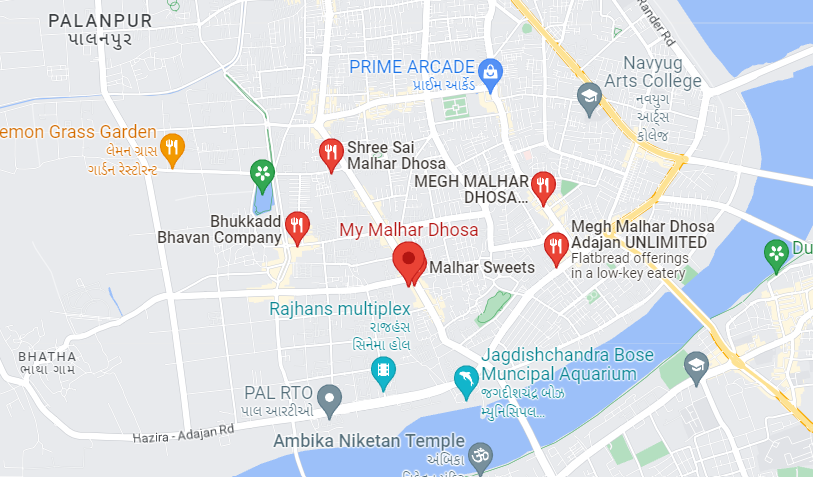 PALANPUR
પાલનપુર
Rander Rd
PRIME ARCADE
પ્રાઈમ આર્કેડ
Navyug
Arts College
નવયુગ
આર્ટ્સ
કોલેજ
emon Grass Garden
લેમન ગ્રાસ
ગાર્ડન રેસ્ટોરન્ટ
Shree Sai
Malhar Dhosa
MEGH MALHAR
DHOSA...
Bhukkadd
Bhavan Company
My Malhar Dhosa
Megh Malhar Dhosa
Adajan UNLIMITED
Flatbread offerings
in a low-key eatery
Malhar Sweets
Du
Rajhans multiplex
રાજહંસ
સિનેમા હોલ
BHATHA
ભાથા ગામ
Jagdishchandra Bose
Muncipal Aquarium
જગદીશચંદ્ર બોઝ
મ્યુનિસિપલ...
PAL RTO
પાલ આરટીઓ
Hazira - Adajan Rd
Ambika Niketan Temple
અંબિકા